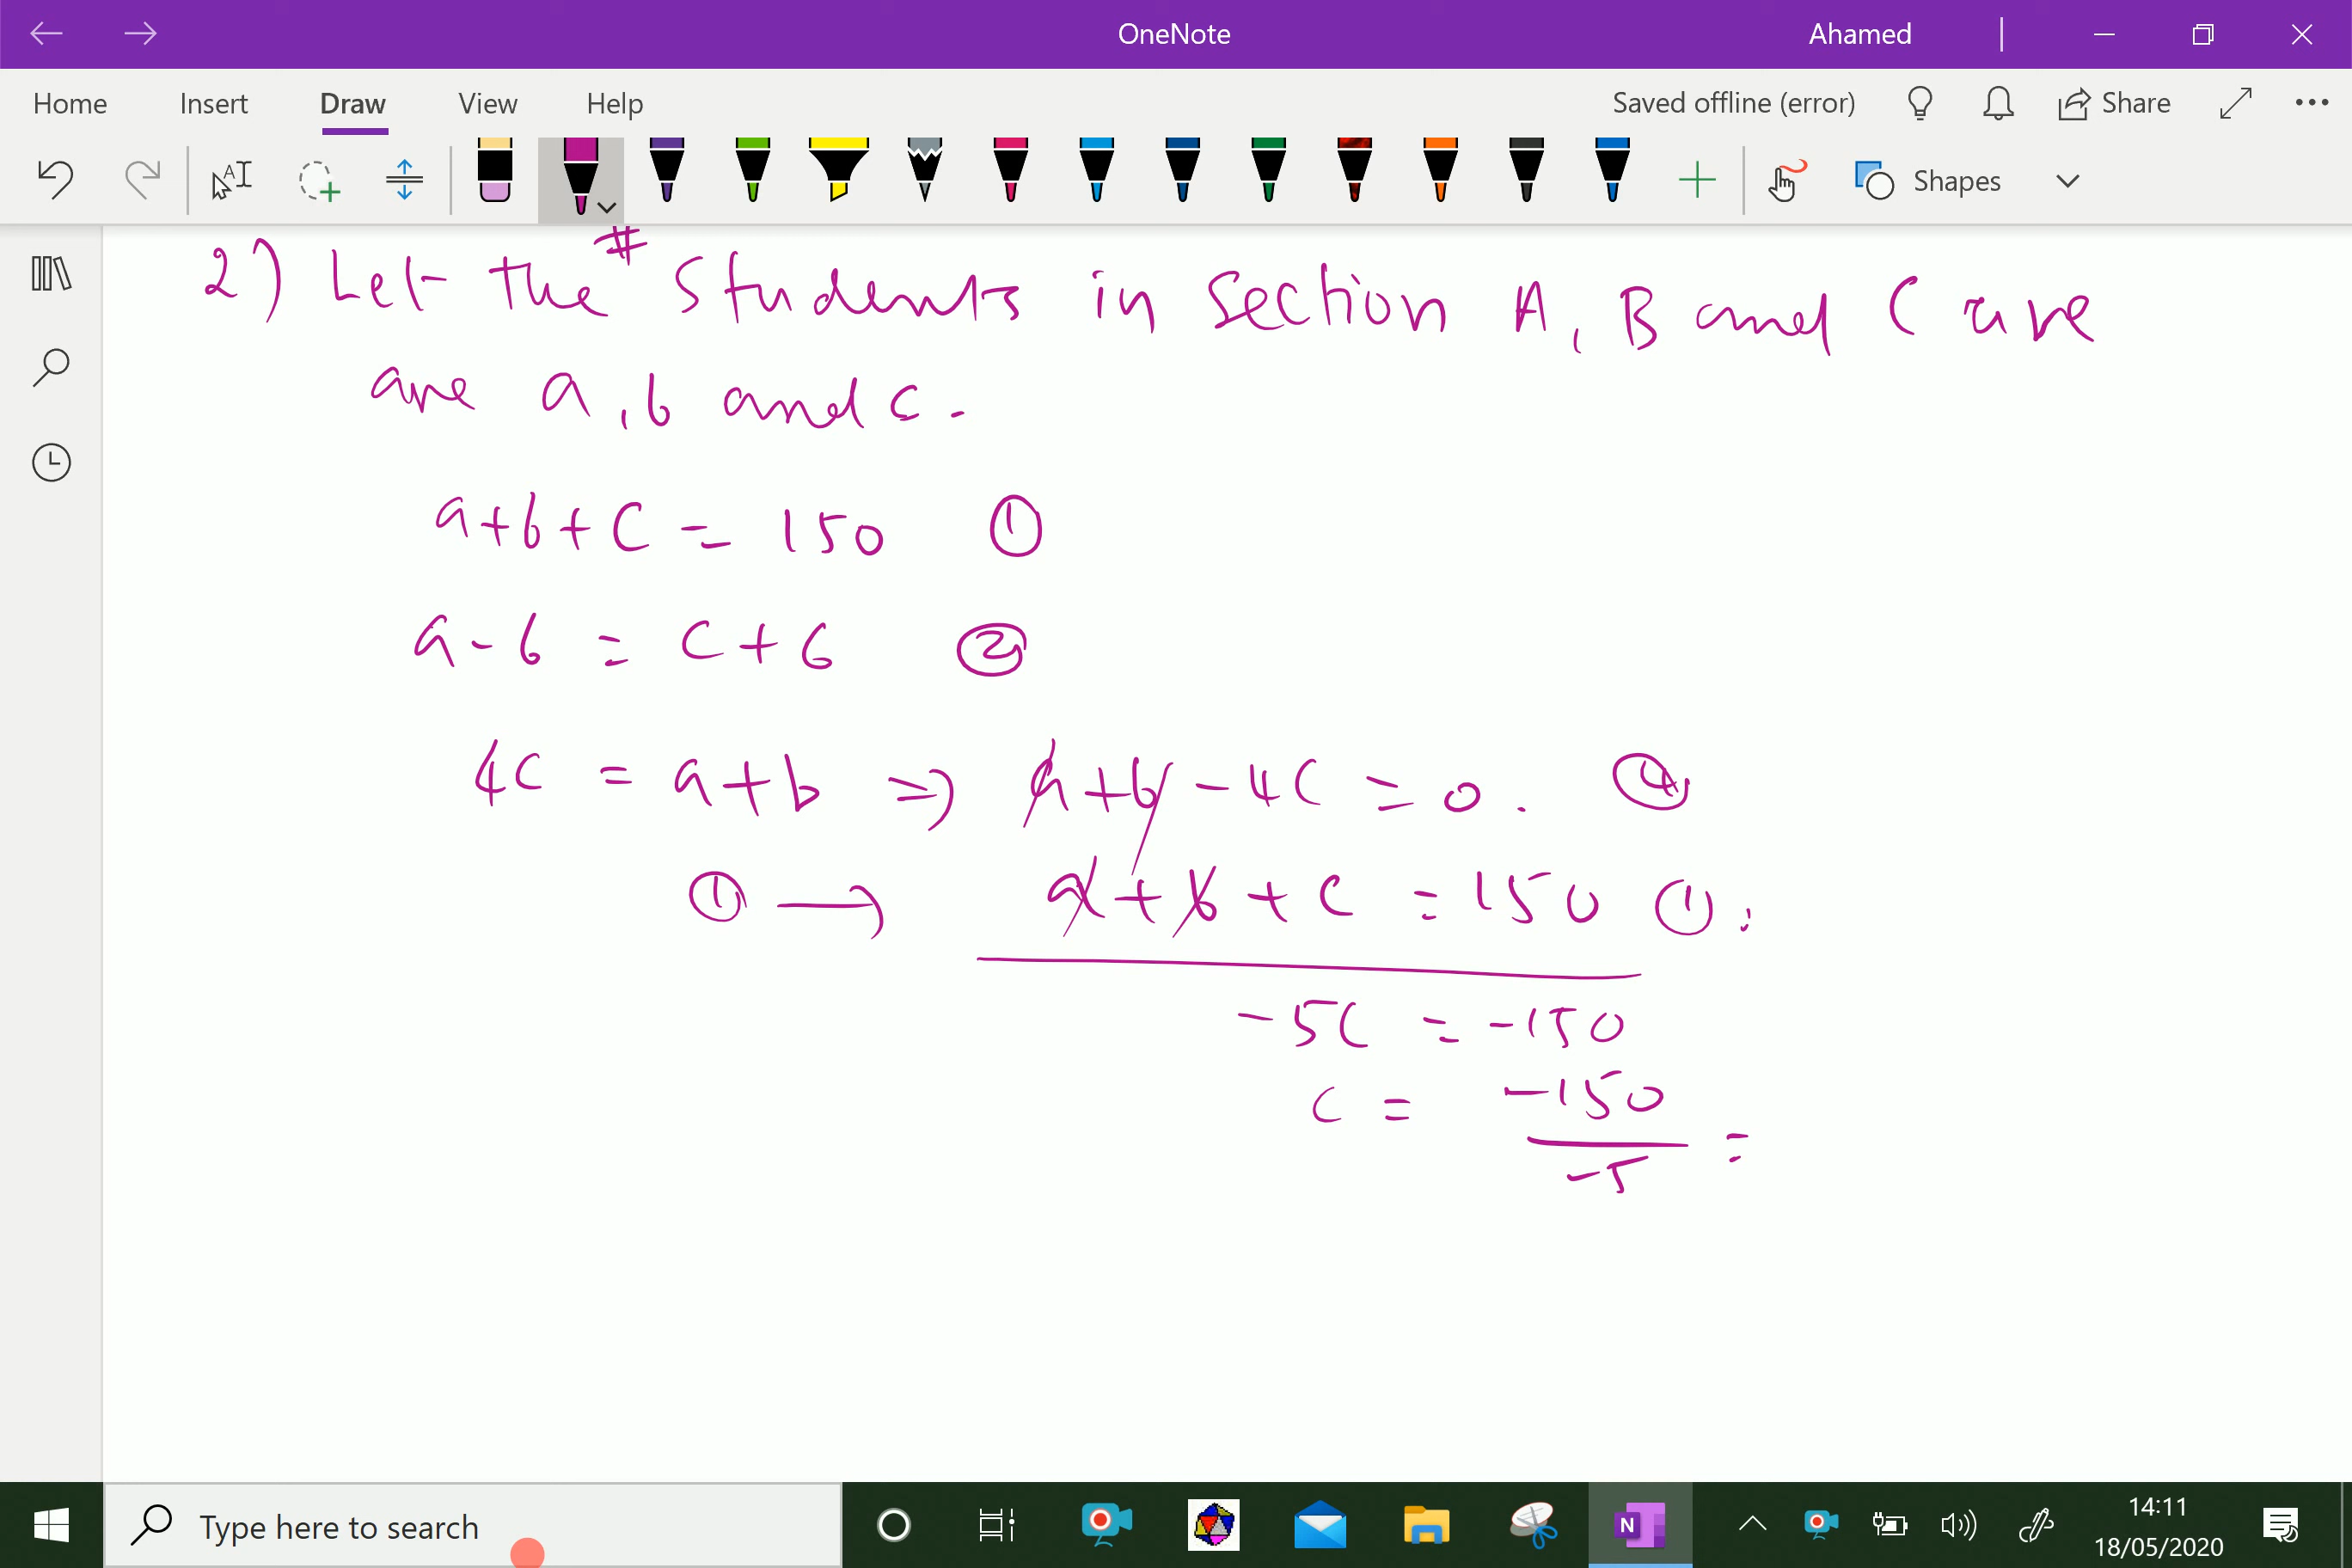 OneNote
Ahamed
Home Insert Draw View Help
Saved offline (error) Share
Shapes
2) Let the # Students in Section A, B and C are
are a, b and c.
a+b+c = 150 ①
a-6 = c+6 ②
4c = a+b ⇒ a+b-4c = 0. ④
① → a+b+c = 150 ①.
-5c = -150
c = -150/-5 =
Type here to search
14:11
18/05/2020